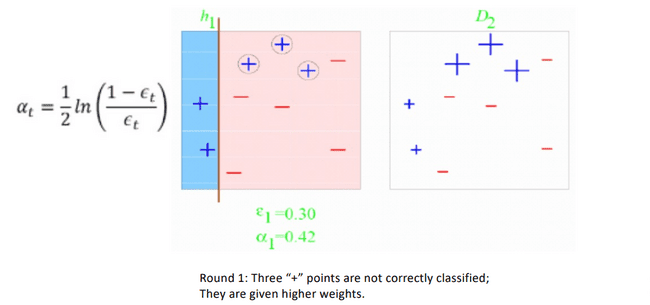 h₁
D₂
αₜ = 1/2 ln ( (1 − ϵₜ) / ϵₜ )
ε₁=0.30
α₁=0.42
Round 1: Three “+” points are not correctly classified;
They are given higher weights.